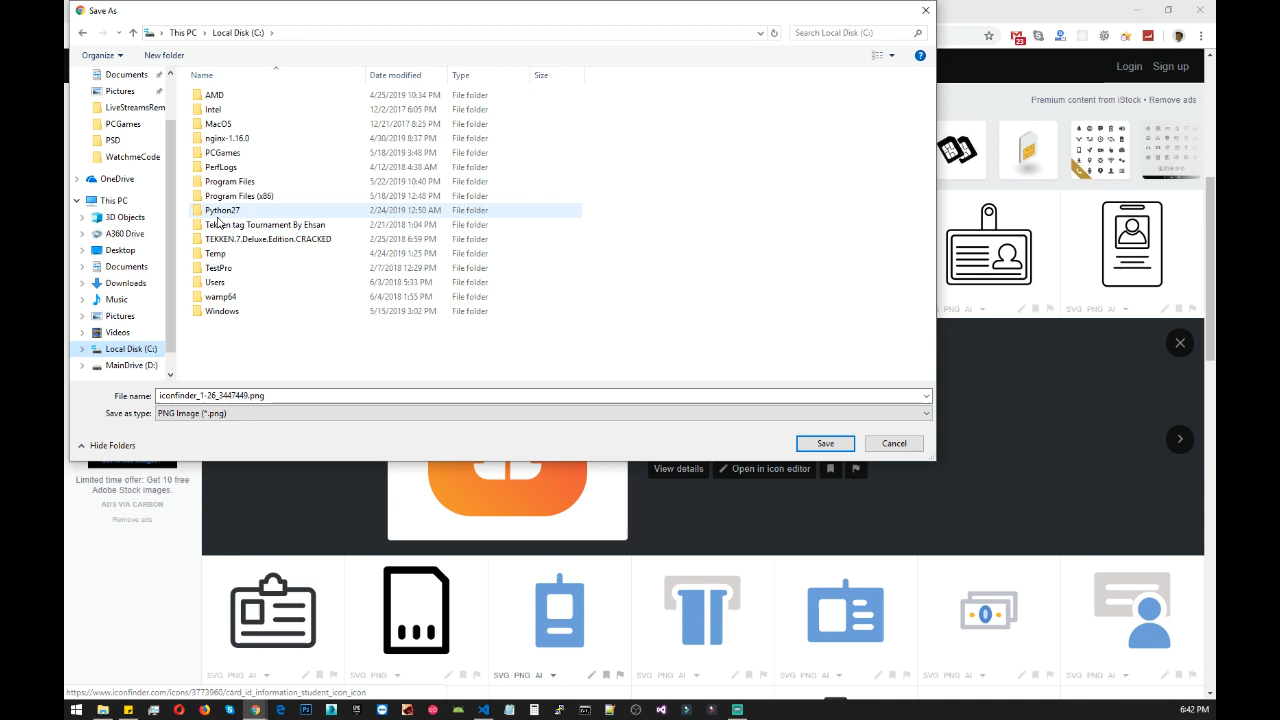 Save As
This PC > Local Disk (C:) >
Search Local Disk (C:)
Organize
New folder
Name
Date modified
Type
Size
Documents
Pictures
LiveStreamsRem
PCGames
PSD
WatchmeCode
OneDrive
This PC
3D Objects
A360 Drive
Desktop
Documents
Downloads
Music
Pictures
Videos
Local Disk (C:)
MainDrive (D:)
AMD 4/25/2019 10:34 PM File folder
Intel 12/2/2017 6:05 PM File folder
MacOS 12/21/2017 8:25 PM File folder
nginx-1.16.0 4/30/2019 8:37 PM File folder
PCGames 5/18/2019 3:48 PM File folder
PerfLogs 4/12/2018 4:38 AM File folder
Program Files 5/22/2019 10:40 PM File folder
Program Files (x86) 5/18/2019 12:48 PM File folder
Python27 2/24/2019 12:50 AM File folder
Tekken tag Tournament By Ehsan 2/21/2018 1:04 PM File folder
TEKKEN.7.Deluxe.Edition.CRACKED 2/25/2018 6:59 PM File folder
Temp 4/24/2019 1:25 PM File folder
TestPro 2/7/2018 12:29 PM File folder
Users 6/3/2018 5:33 PM File folder
wamp64 6/4/2018 1:55 PM File folder
Windows 5/15/2019 3:02 PM File folder
File name: iconfinder_1-26_3447449.png
Save as type: PNG Image (*.png)
Hide Folders
Save
Cancel
23
Login Sign up
Premium content from iStock • Remove ads
PNG AI
SVG PNG AI
View details
Open in icon editor
Limited time offer: Get 10 free
Adobe Stock images.
ADS VIA CARBON
Remove ads
SVG PNG AI
SVG PNG
SVG PNG AI
SVG PNG AI
SVG PNG AI
SVG PNG AI
SVG PNG AI
https://www.iconfinder.com/icons/3773960/card_id_information_student_icon_icon
6:42 PM